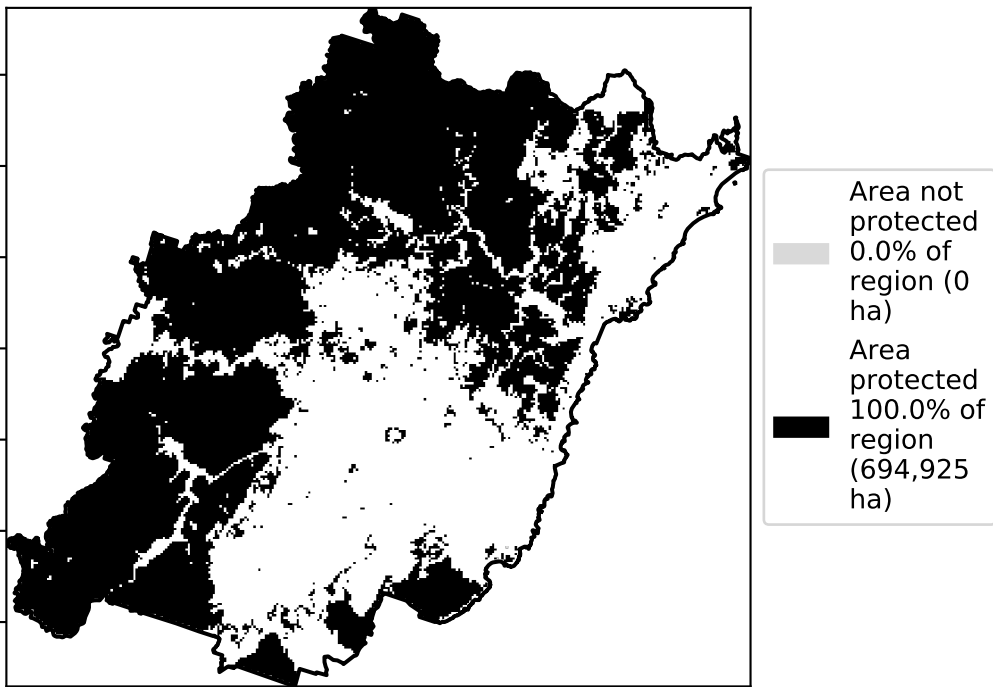 Area not
protected
0.0% of
region (0
ha)
Area
protected
100.0% of
region
(694,925
ha)